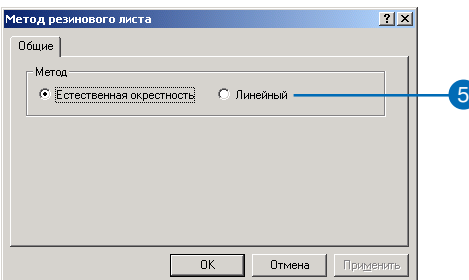 Метод резинового листа
Общие
Метод
Естественная окрестность Линейный 5
OK Отмена Применить